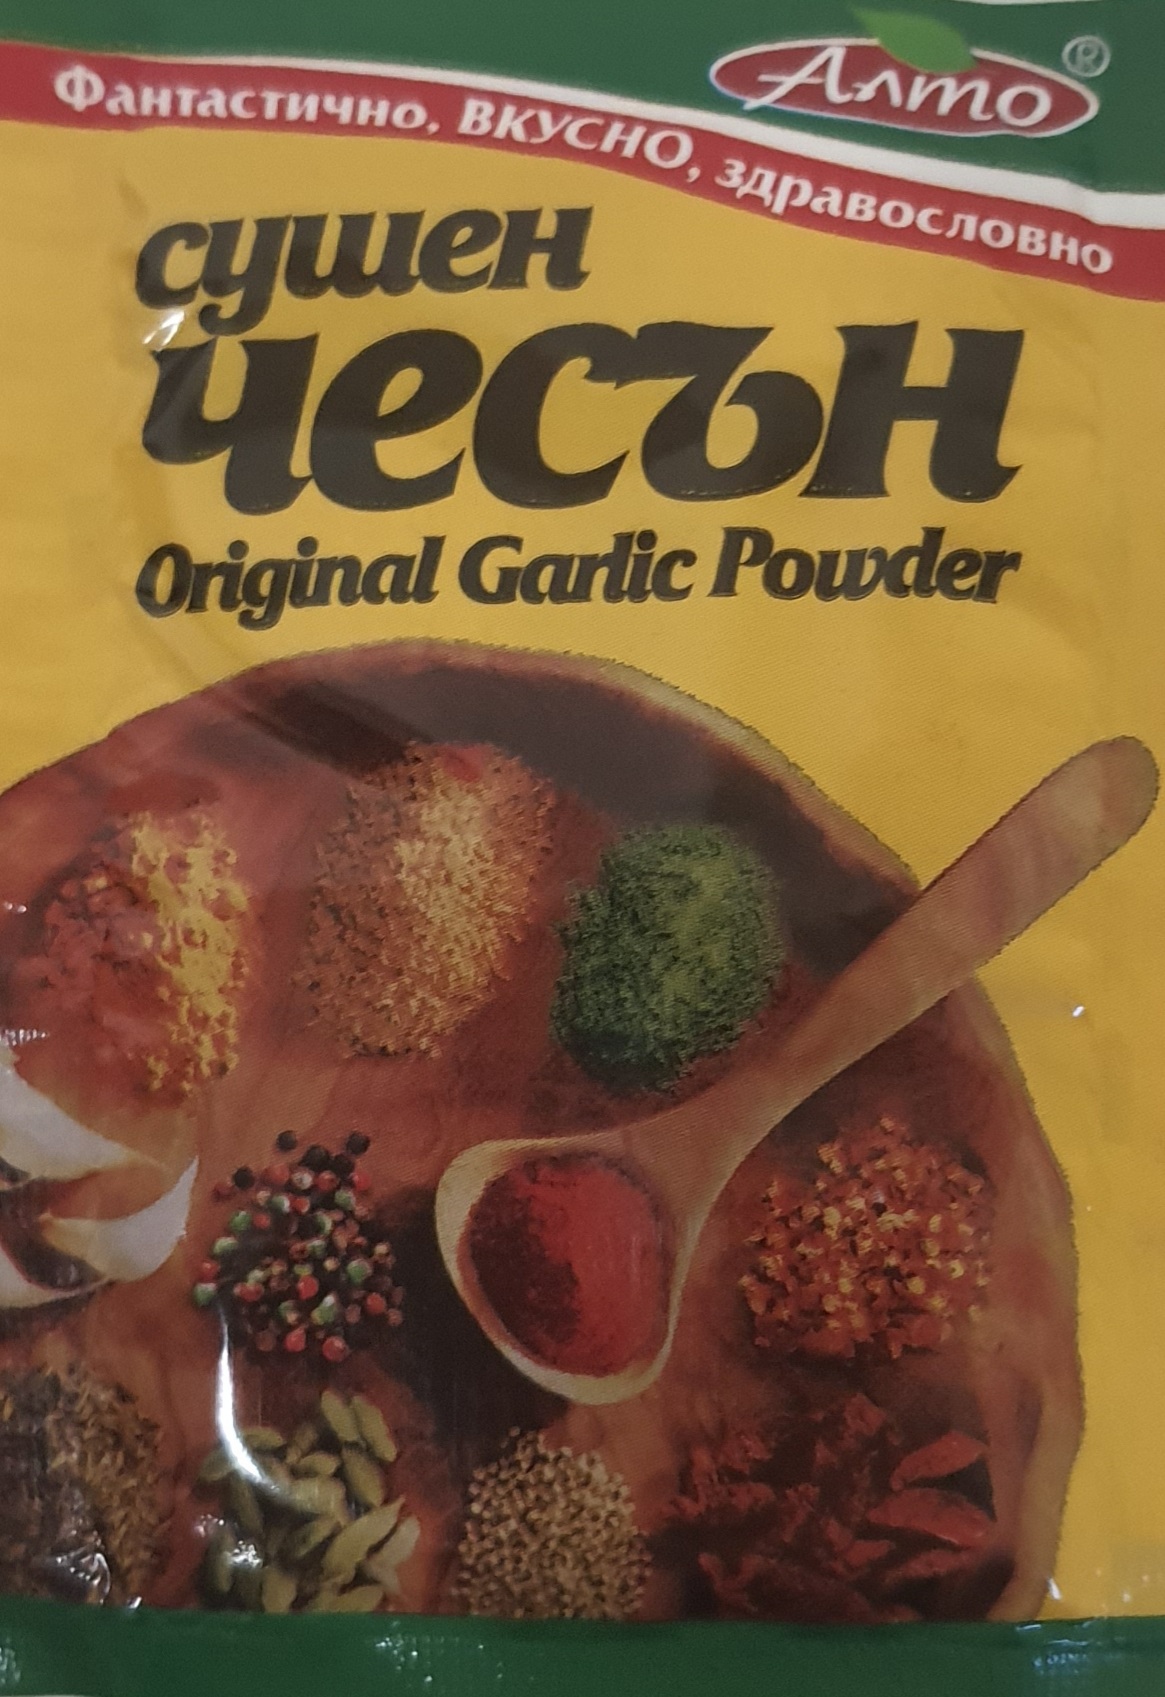 Алто®
Фантастично, ВКУСНО, здравословно
сушен
чесън
Original Garlic Powder